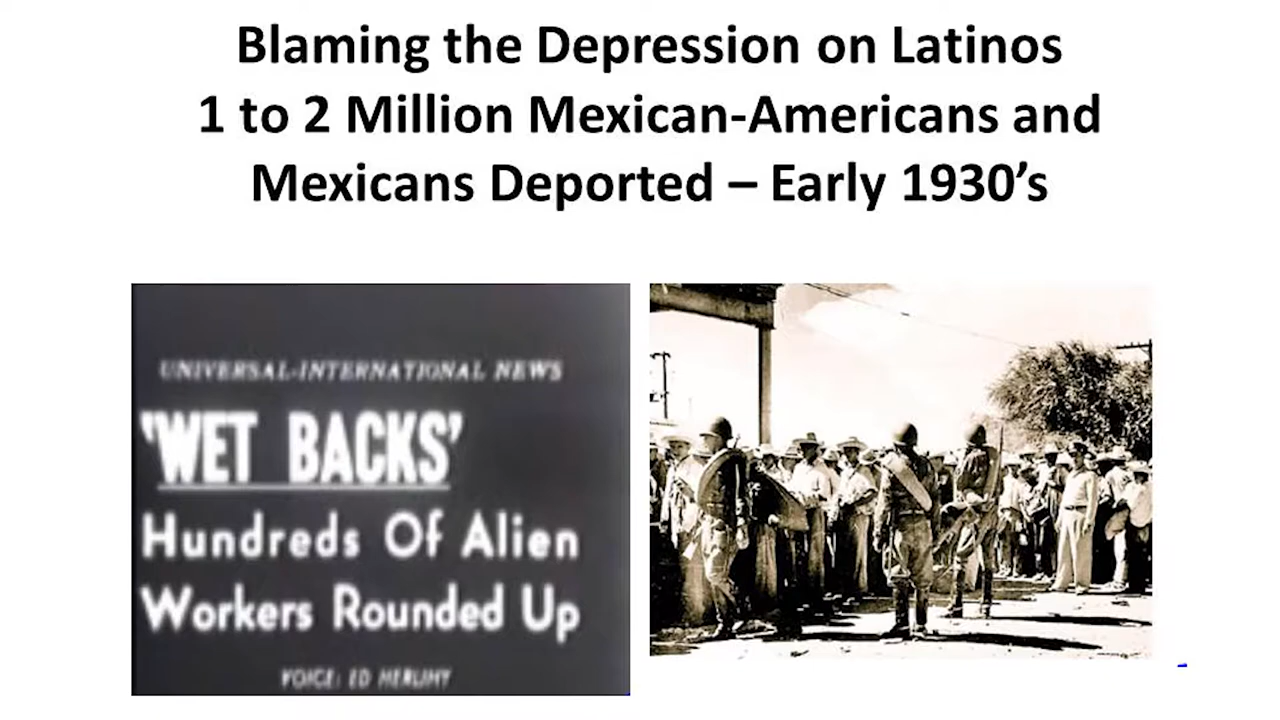 Blaming the Depression on Latinos
1 to 2 Million Mexican-Americans and
Mexicans Deported – Early 1930’s
UNIVERSAL-INTERNATIONAL NEWS
‘WET BACKS’
Hundreds Of Alien
Workers Rounded Up
VOICE: ED HERLIHY